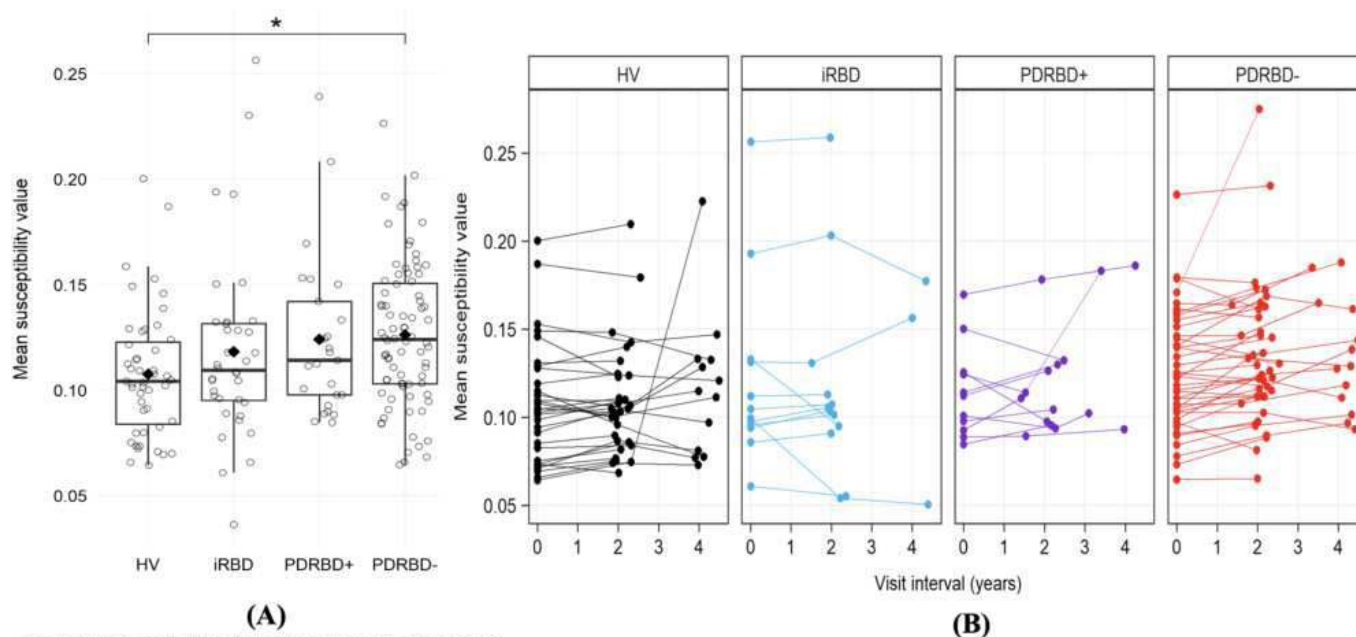 *
Mean susceptibility value
0.25
0.20
0.15
0.10
0.05
HV iRBD PDRBD+ PDRBD-
(A)
HV iRBD PDRBD+ PDRBD-
Mean susceptibility value
0.25
0.20
0.15
0.10
0.05
0 1 2 3 4 0 1 2 3 4 0 1 2 3 4 0 1 2 3 4
Visit interval (years)
(B)